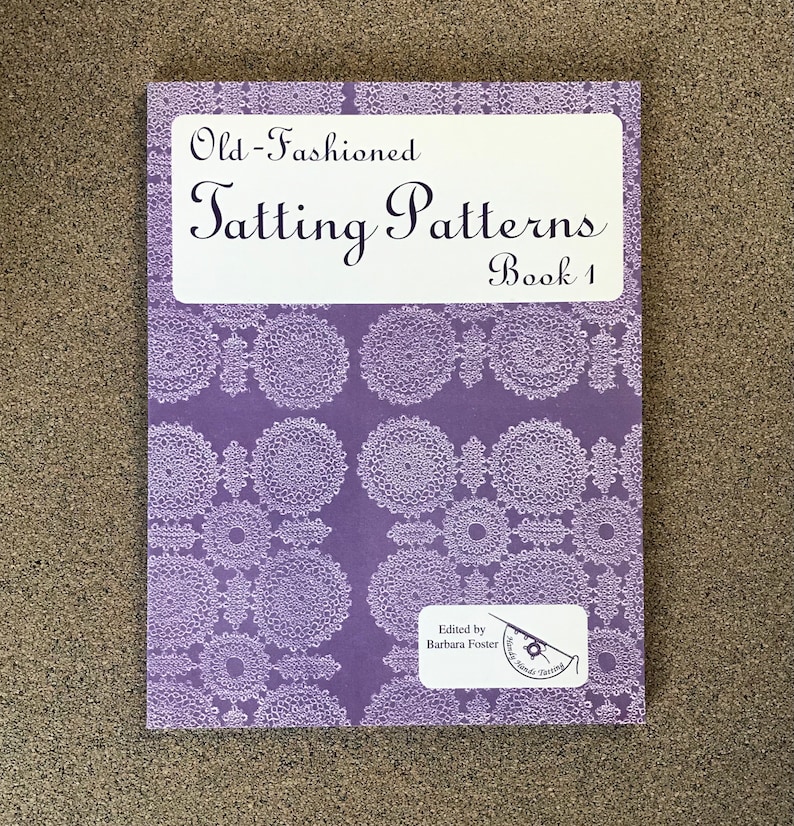 Old-Fashioned
Tatting Patterns
Book 1
Edited by
Barbara Foster
Handy Hands Tatting